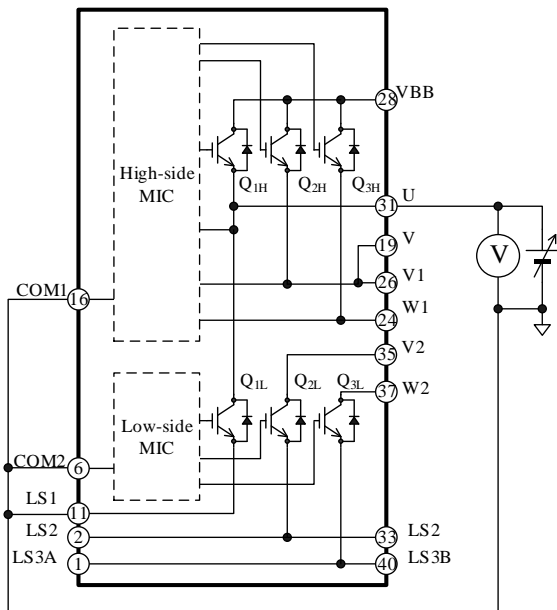 28 VBB
High-side
MIC
Q1H Q2H Q3H
31 U
19 V
V
26 V1
COM1
16
24 W1
35 V2
37 W2
Q1L Q2L Q3L
Low-side
MIC
COM2
6
LS1
11
LS2
2
33 LS2
LS3A
1
40 LS3B